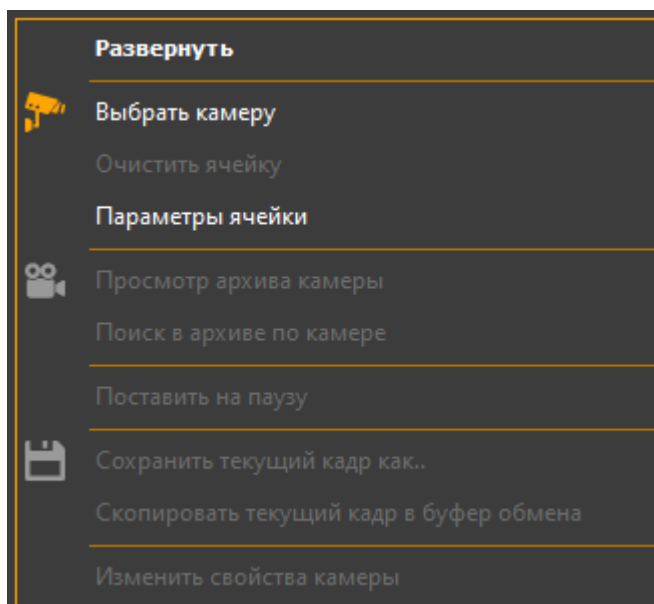 Развернуть
Выбрать камеру
Очистить ячейку
Параметры ячейки
Просмотр архива камеры
Поиск в архиве по камере
Поставить на паузу
Сохранить текущий кадр как..
Скопировать текущий кадр в буфер обмена
Изменить свойства камеры